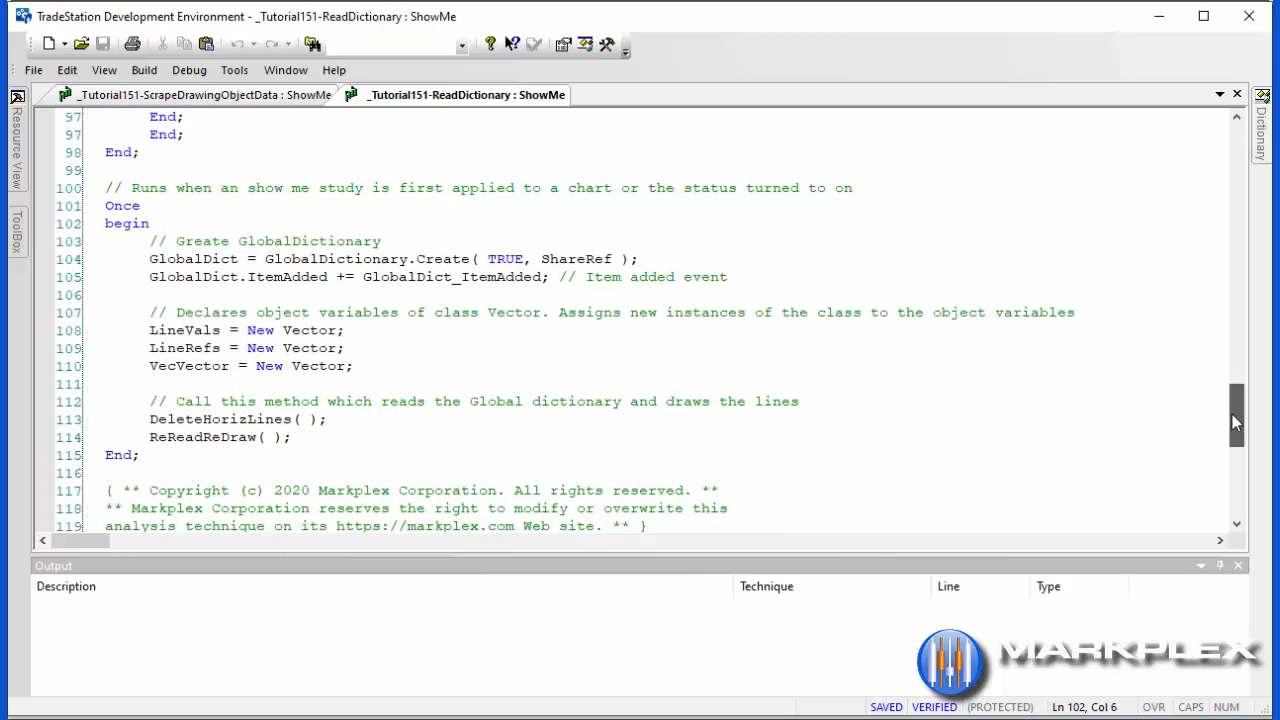 TradeStation Development Environment - _Tutorial151-ReadDictionary : ShowMe
File Edit View Build Debug Tools Window Help
_Tutorial151-ScrapeDrawingObjectData : ShowMe
_Tutorial151-ReadDictionary : ShowMe
Resource View
ToolBox
Dictionary
97 End;
97 End;
98 End;
99
100 // Runs when an show me study is first applied to a chart or the status turned to on
101 Once
102 begin
103 // Greate GlobalDictionary
104 GlobalDict = GlobalDictionary.Create( TRUE, ShareRef );
105 GlobalDict.ItemAdded += GlobalDict_ItemAdded; // Item added event
106
107 // Declares object variables of class Vector. Assigns new instances of the class to the object variables
108 LineVals = New Vector;
109 LineRefs = New Vector;
110 VecVector = New Vector;
111
112 // Call this method which reads the Global dictionary and draws the lines
113 DeleteHorizLines( );
114 ReReadReDraw( );
115 End;
116
117 { ** Copyright (c) 2020 Markplex Corporation. All rights reserved. **
118 ** Markplex Corporation reserves the right to modify or overwrite this
119 analysis technique on its https://markplex.com Web site. ** }
Output
Description Technique Line Type
MARKPLEX
SAVED VERIFIED (PROTECTED) Ln 102, Col 6 OVR CAPS NUM